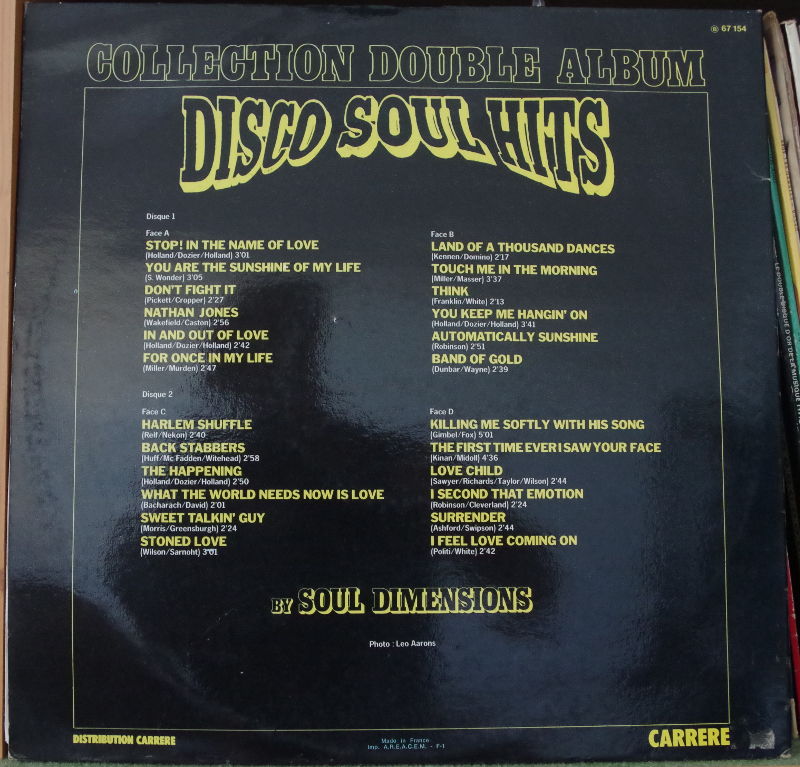 Ⓑ 67 154
COLLECTION DOUBLE ALBUM
DISCO SOUL HITS
Disque 1
Face A
STOP! IN THE NAME OF LOVE
(Holland/Dozier/Holland) 3'01
YOU ARE THE SUNSHINE OF MY LIFE
(S. Wonder) 3'05
DON'T FIGHT IT
(Pickett/Cropper) 2'27
NATHAN JONES
(Wakefield/Caston) 2'56
IN AND OUT OF LOVE
(Holland/Dozier/Holland) 2'42
FOR ONCE IN MY LIFE
(Miller/Murden) 2'47
Face B
LAND OF A THOUSAND DANCES
(Kennen/Domino) 2'17
TOUCH ME IN THE MORNING
(Miller/Masser) 3'37
THINK
(Franklin/White) 2'13
YOU KEEP ME HANGIN' ON
(Holland/Dozier/Holland) 3'41
AUTOMATICALLY SUNSHINE
(Robinson) 2'51
BAND OF GOLD
(Dunbar/Wayne) 2'39
Disque 2
Face C
HARLEM SHUFFLE
(Relf/Nekon) 2'40
BACK STABBERS
(Huff/Mc Fadden/Witehead) 2'58
THE HAPPENING
(Holland/Dozier/Holland) 2'50
WHAT THE WORLD NEEDS NOW IS LOVE
(Bacharach/David) 2'01
SWEET TALKIN' GUY
(Morris/Greensburgh) 2'24
STONED LOVE
(Wilson/Sarnoht) 3'01
Face D
KILLING ME SOFTLY WITH HIS SONG
(Gimbel/Fox) 5'01
THE FIRST TIME EVER I SAW YOUR FACE
(Kinan/Midoll) 4'36
LOVE CHILD
(Sawyer/Richards/Taylor/Wilson) 2'44
I SECOND THAT EMOTION
(Robinson/Cleverland) 2'24
SURRENDER
(Ashford/Swipson) 2'44
I FEEL LOVE COMING ON
(Politi/White) 2'42
BY SOUL DIMENSIONS
Photo : Leo Aarons
DISTRIBUTION CARRERE
Made in France
Imp. A.R.E.A.C.E.M. - F-1
CARRERE
LE DOUBLE DISQUE D'OR DE LA MUSIQUE